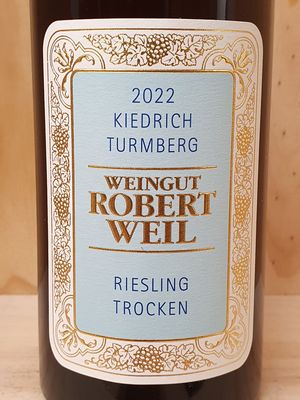 2022
KIEDRICH
TURMBERG
WEINGUT
ROBERT
WEIL
RIESLING
TROCKEN